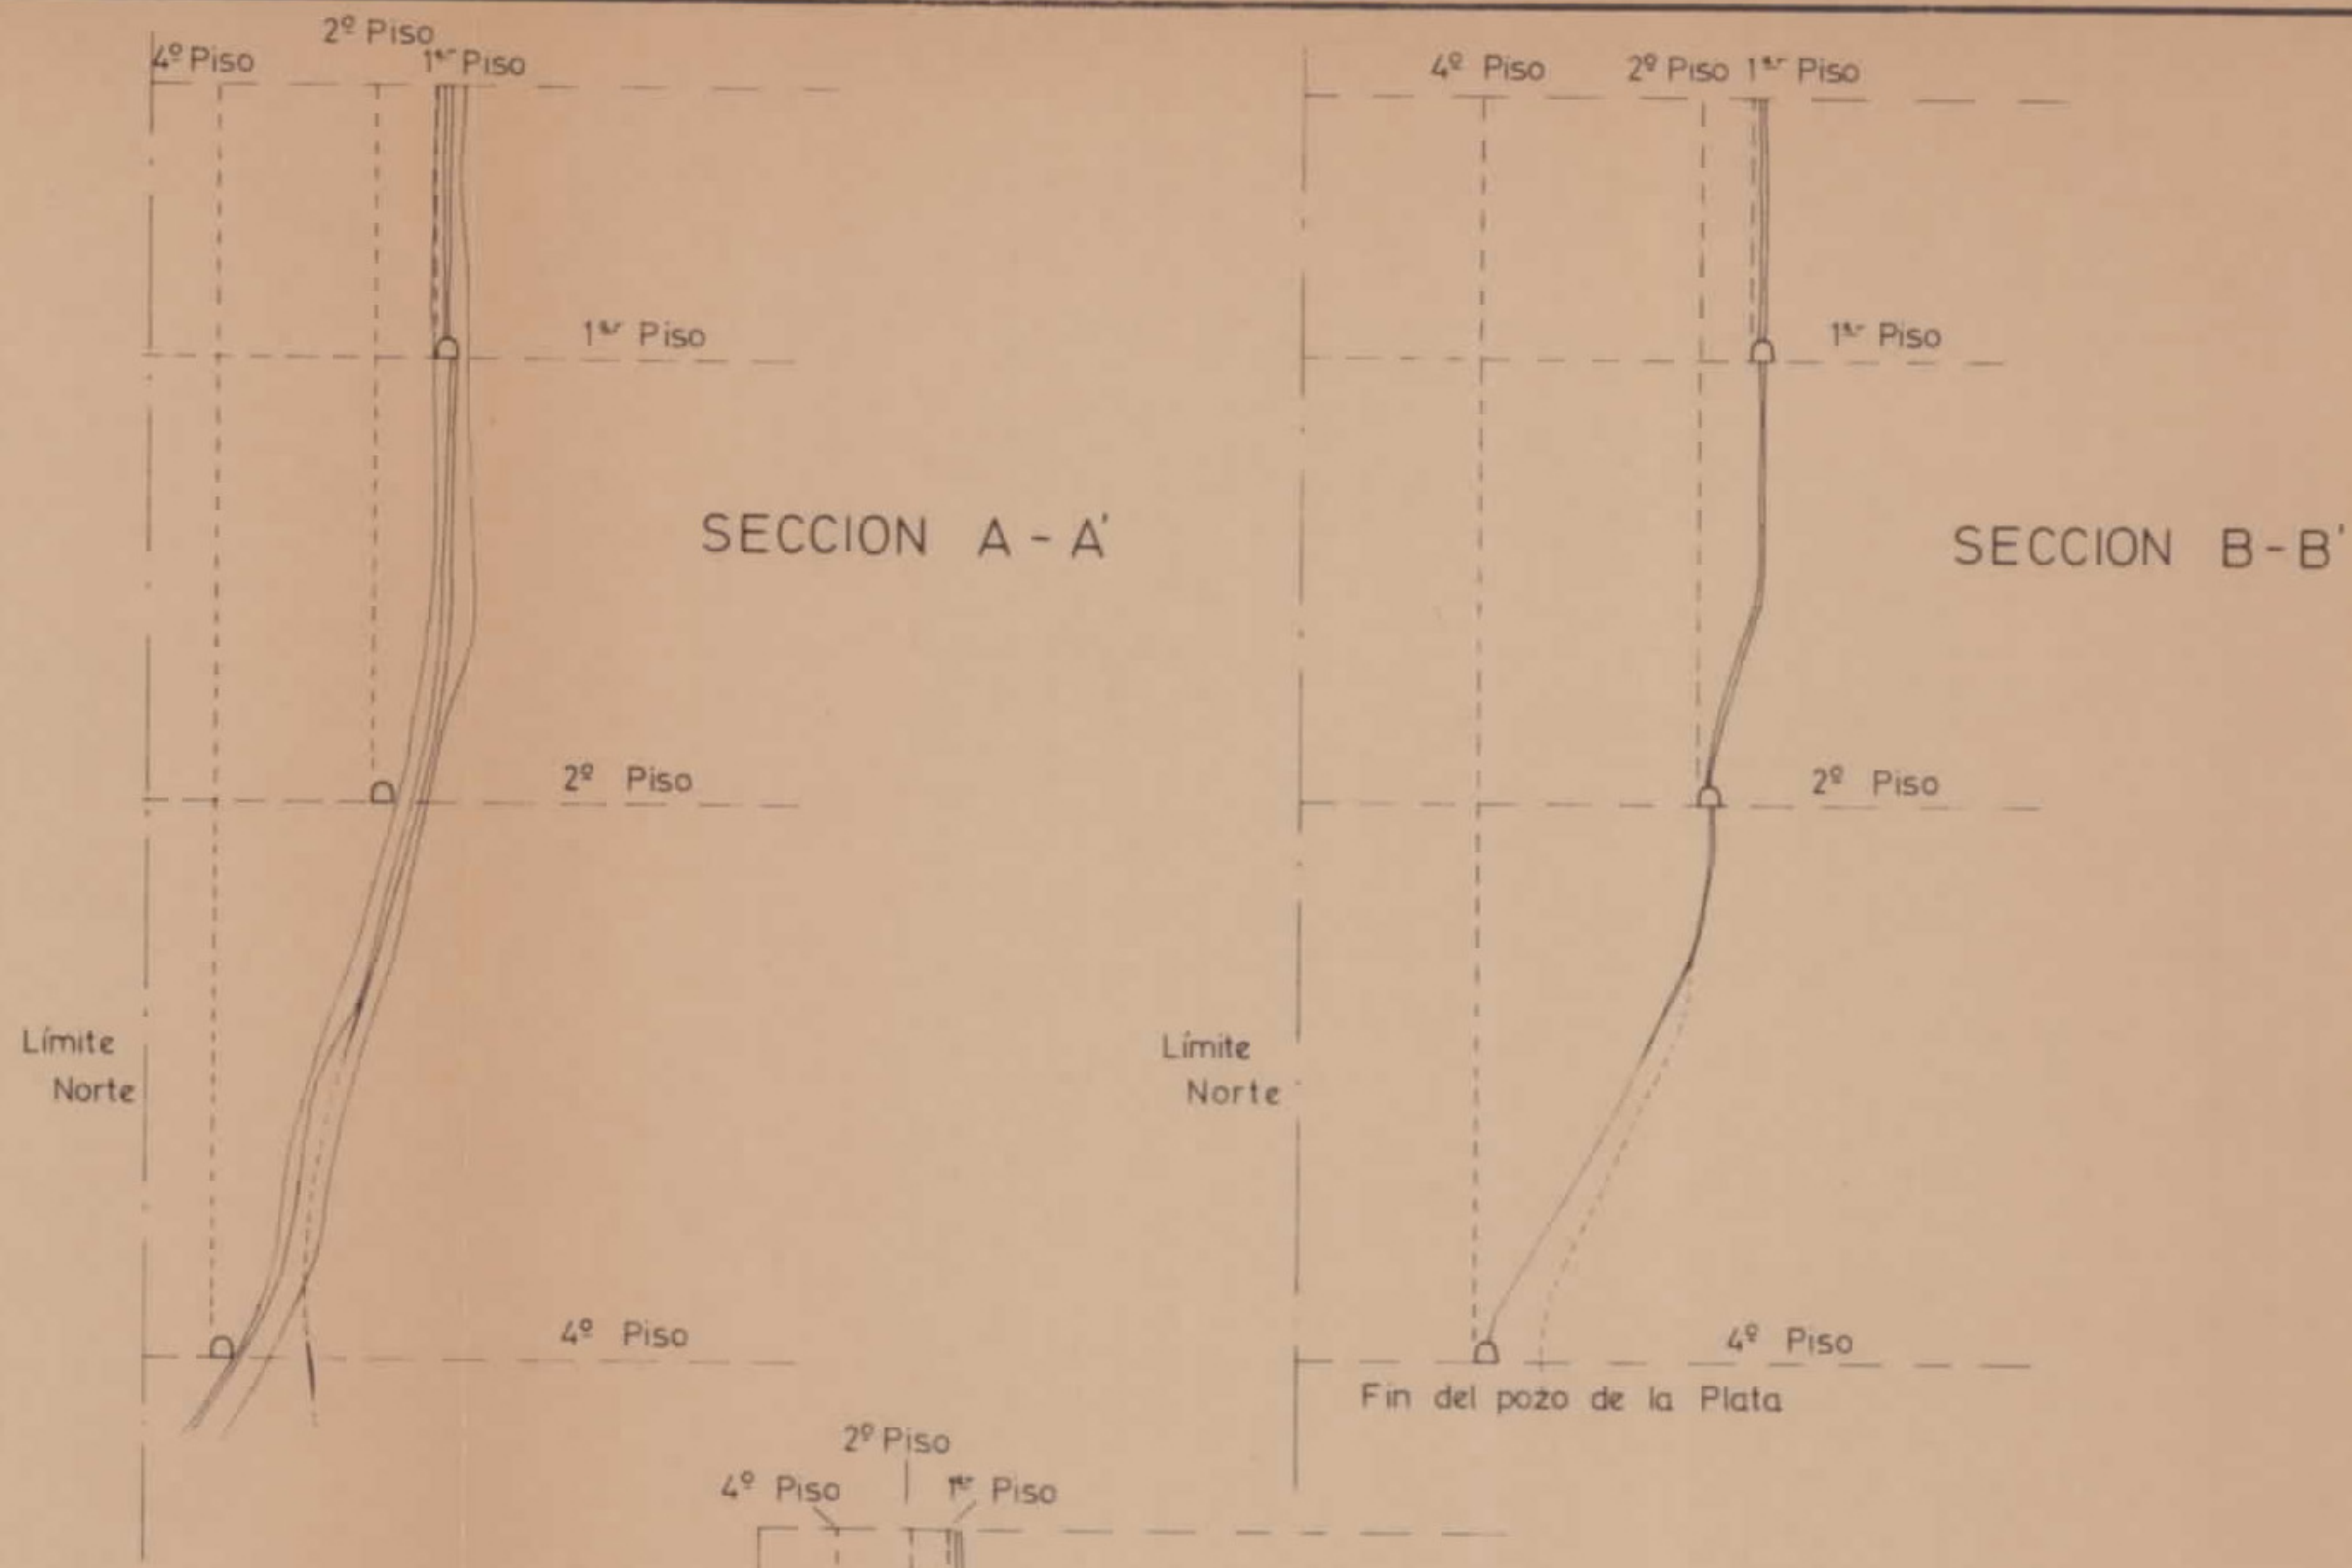 4º Piso
2º Piso
1er Piso
1er Piso
SECCION A - A'
2º Piso
Límite
Norte
4º Piso
4º Piso
2º Piso
1er Piso
1er Piso
SECCION B - B'
2º Piso
Límite
Norte
4º Piso
Fin del pozo de la Plata
2º Piso
4º Piso
1er Piso